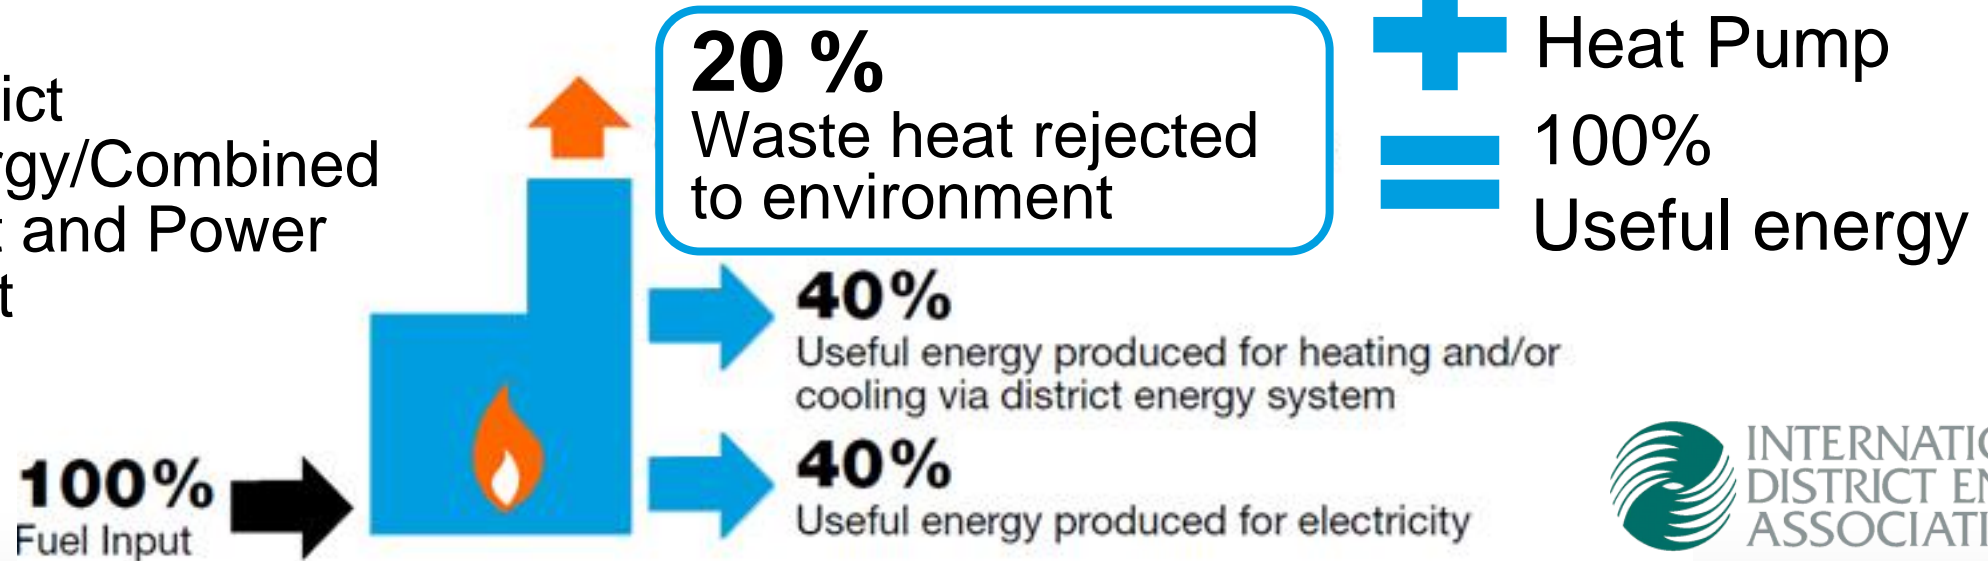 ict
rgy/Combined
t and Power
t
20 %
Waste heat rejected
to environment
Heat Pump
100%
Useful energy
40%
Useful energy produced for heating and/or
cooling via district energy system
40%
Useful energy produced for electricity
100%
Fuel Input
INTERNATIO
DISTRICT EN
ASSOCIATI